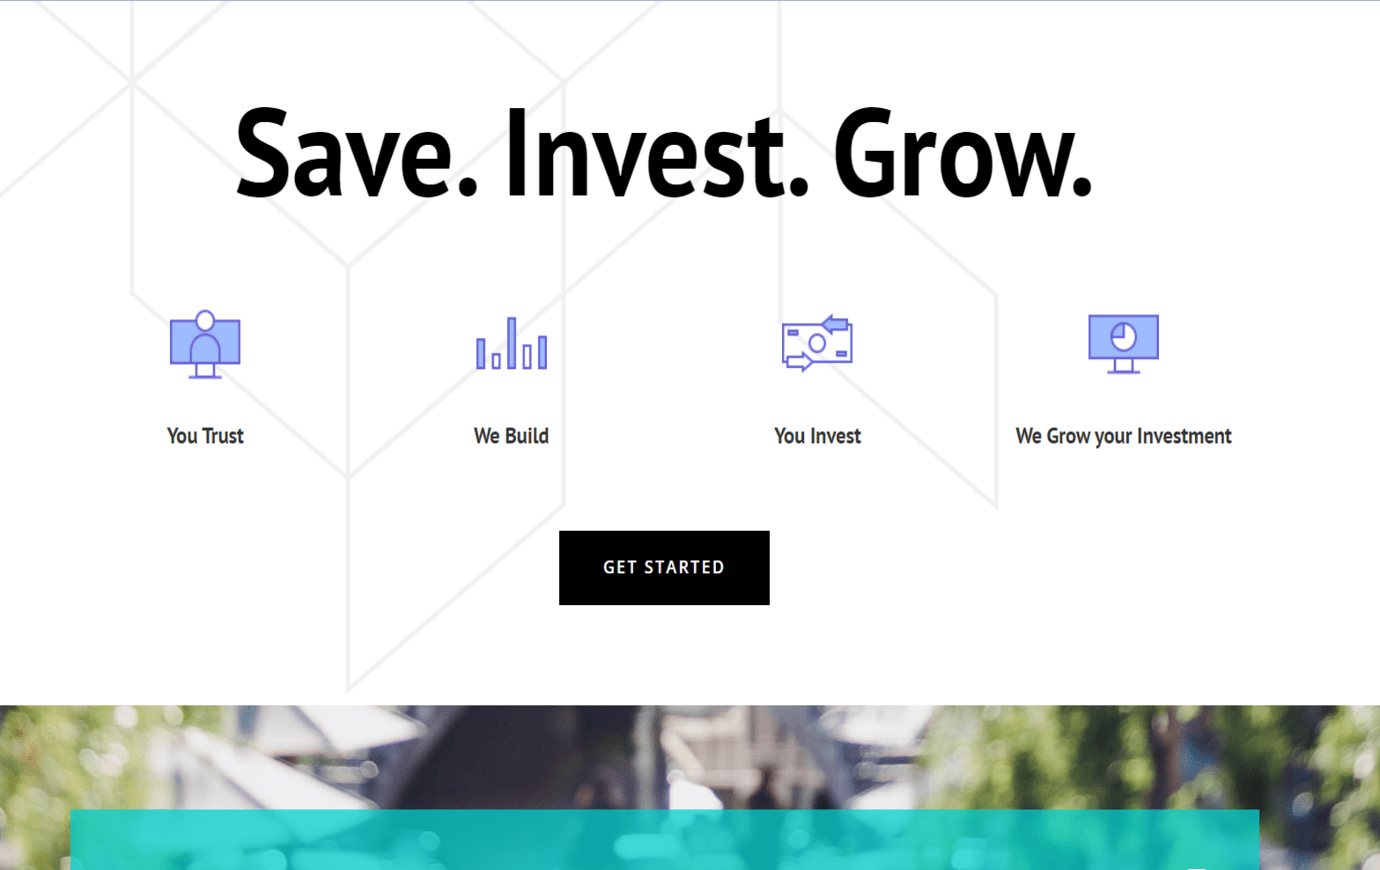 Save. Invest. Grow.
You Trust
We Build
You Invest
We Grow your Investment
GET STARTED